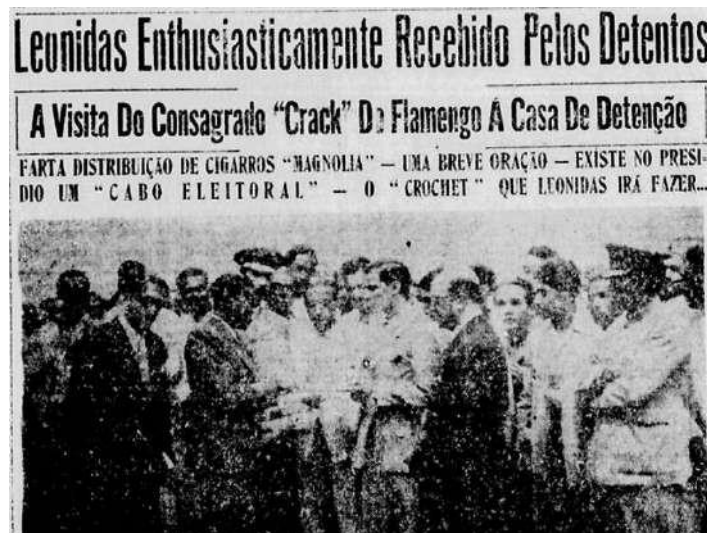 Leonidas Enthusiasticamente Recebido Pelos Detentos
A Visita Do Consagrado "Crack" Do Flamengo Á Casa De Detenção
FARTA DISTRIBUIÇÃO DE CIGARROS "MAGNOLIA" — UMA BREVE ORAÇÃO — EXISTE NO PRESI-
DIO UM "CABO ELEITORAL" — O "CROCHET" QUE LEONIDAS IRÁ FAZER...